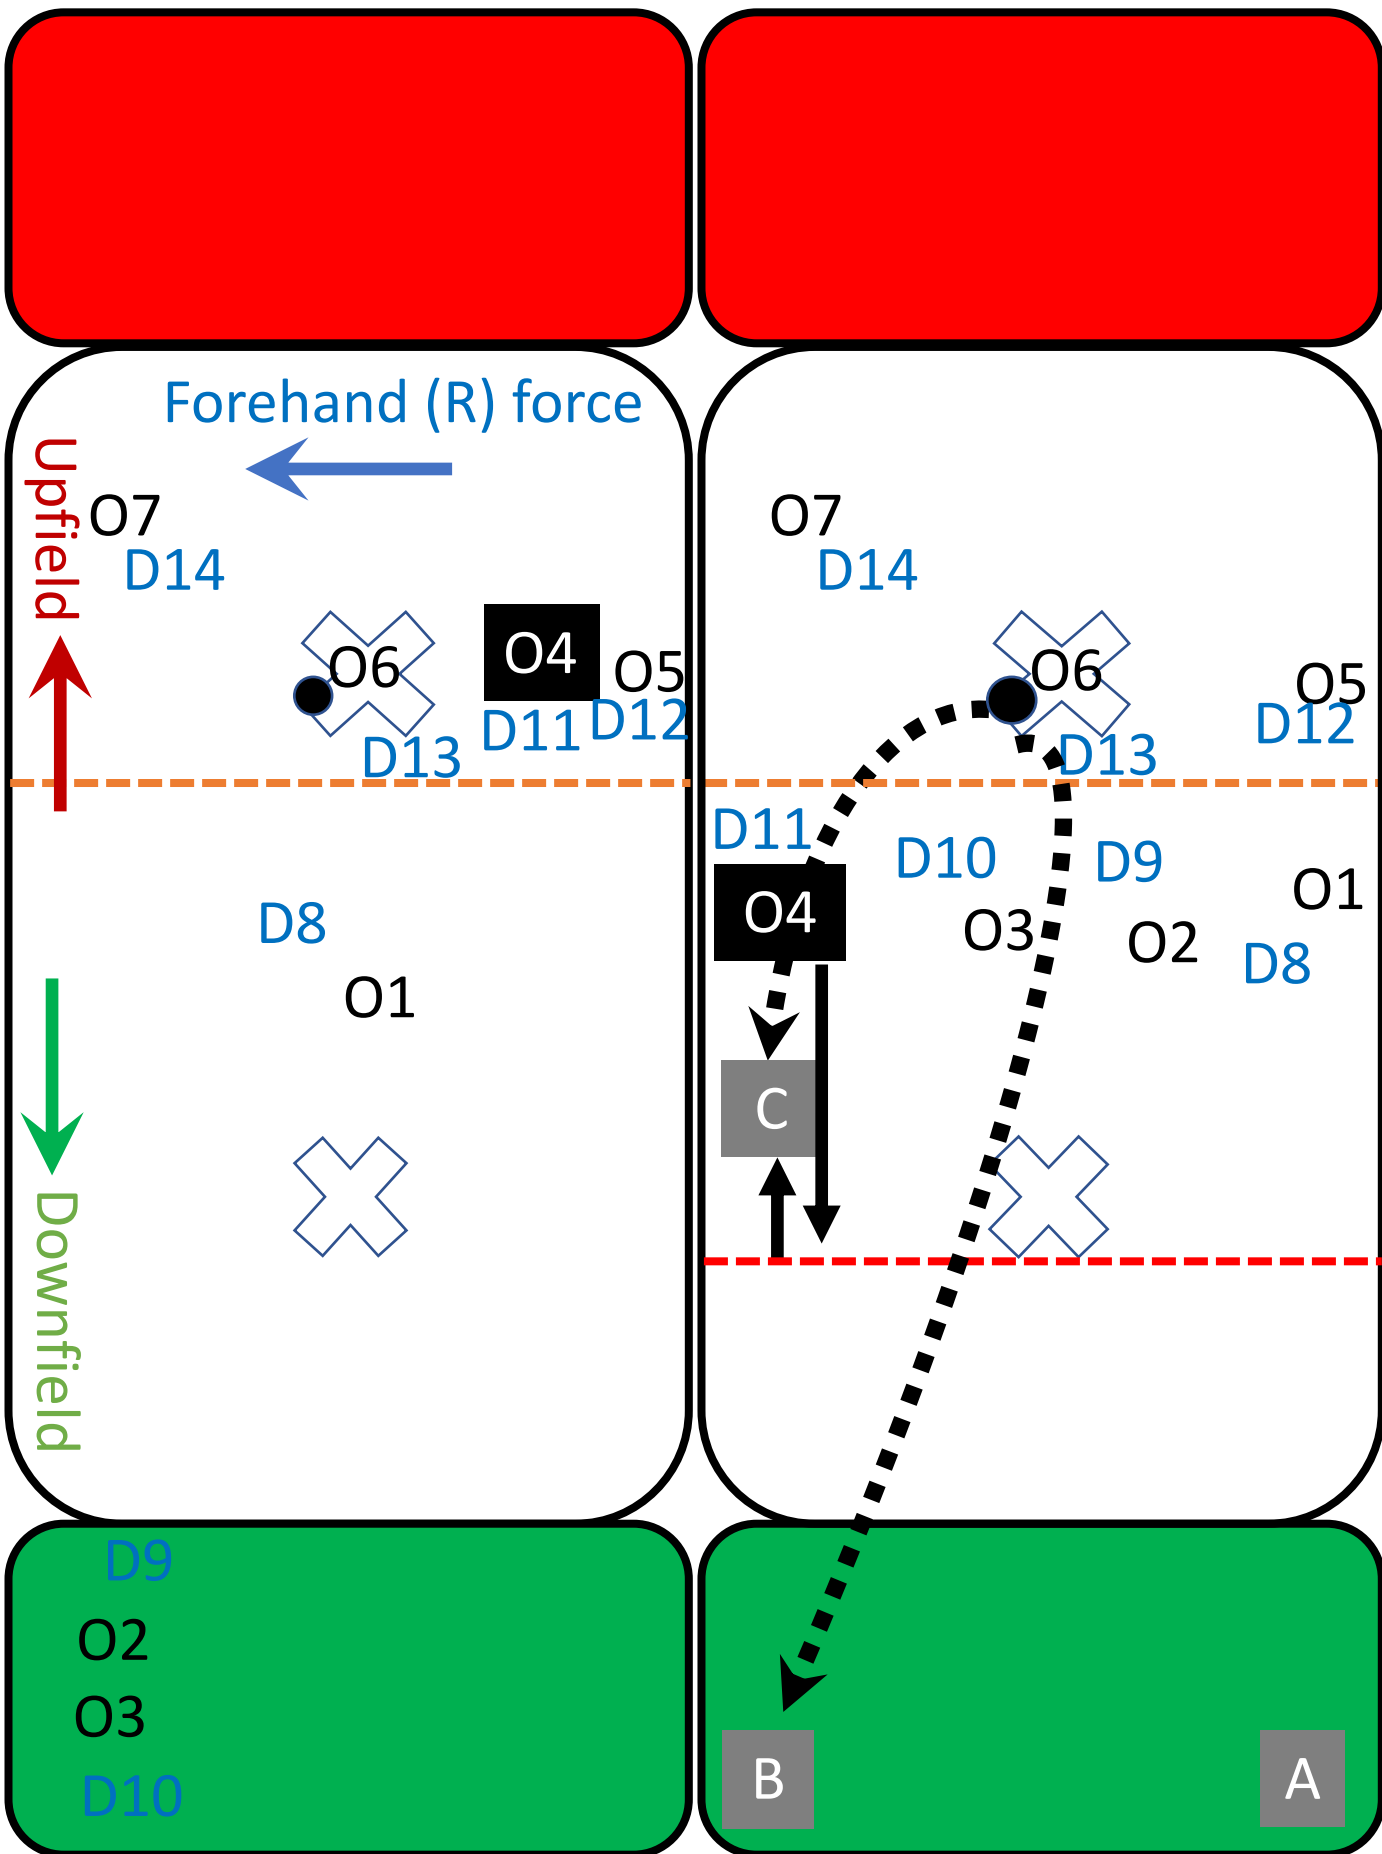 Forehand (R) force
Upfield
O7
D14
O6
O4
O5
D11
D12
D13
D8
O1
Downfield
D9
O2
O3
D10
O7
D14
O6
O5
D12
D13
D11
D10
D9
O1
O4
O3
O2
D8
C
B
A